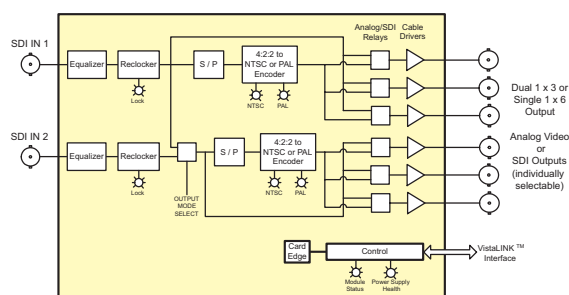 Analog/SDI
Relays
Cable
Drivers
SDI IN 1
Equalizer
Reclocker
S / P
4:2:2 to
NTSC or PAL
Encoder
Lock
NTSC
PAL
Dual 1 x 3 or
Single 1 x 6
Output
SDI IN 2
Equalizer
Reclocker
S / P
4:2:2 to
NTSC or PAL
Encoder
Lock
NTSC
PAL
OUTPUT
MODE
SELECT
Analog Video
or
SDI Outputs
(individually
selectable)
Card
Edge
Control
VistaLINK ™
Interface
Module
Status
Power Supply
Health